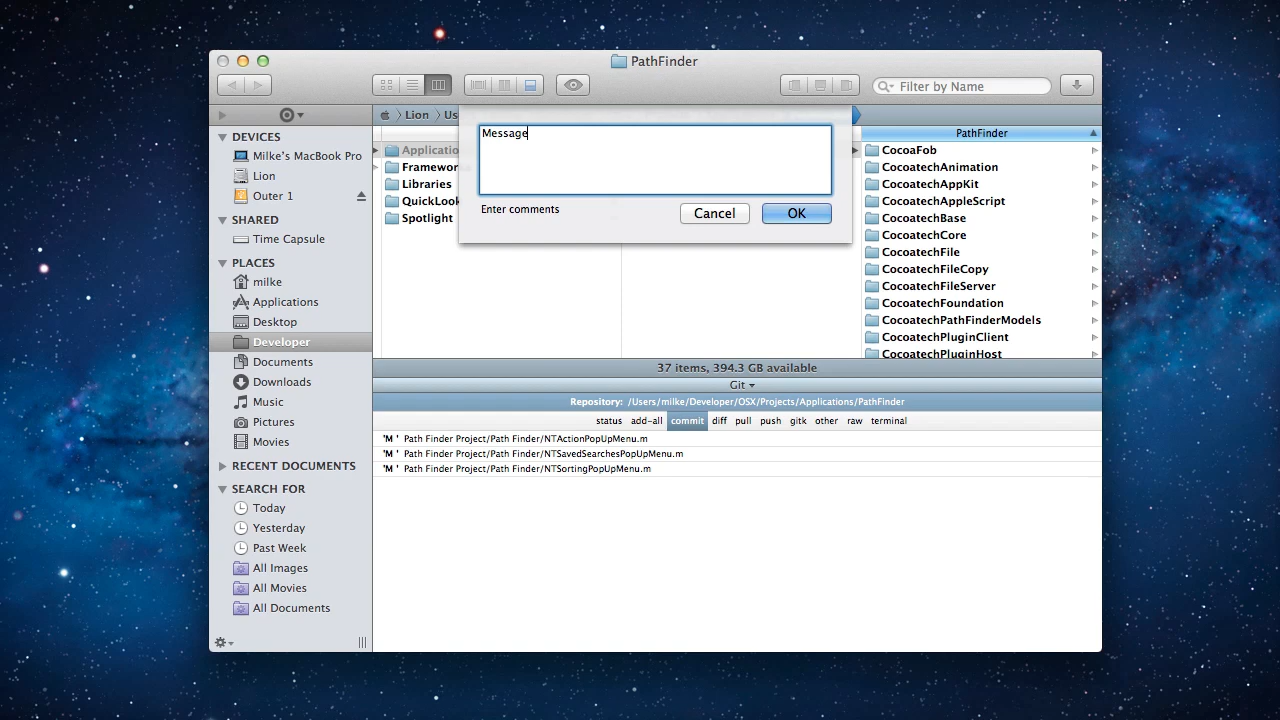 PathFinder
Filter by Name
Lion
Us
PathFinder
Message
Enter comments
Cancel
OK
DEVICES
Milke's MacBook Pro
Lion
Outer 1
SHARED
Time Capsule
PLACES
milke
Applications
Desktop
Developer
Documents
Downloads
Music
Pictures
Movies
RECENT DOCUMENTS
SEARCH FOR
Today
Yesterday
Past Week
All Images
All Movies
All Documents
Applicatio
Framewor
Libraries
QuickLook
Spotlight
CocoaFob
CocoatechAnimation
CocoatechAppKit
CocoatechAppleScript
CocoatechBase
CocoatechCore
CocoatechFile
CocoatechFileCopy
CocoatechFileServer
CocoatechFoundation
CocoatechPathFinderModels
CocoatechPluginClient
CocoatechPluginHost
37 items, 394.3 GB available
Git
Repository: /Users/milke/Developer/OSX/Projects/Applications/PathFinder
status add-all commit diff pull push gitk other raw terminal
'M ' Path Finder Project/Path Finder/NTActionPopUpMenu.m
'M ' Path Finder Project/Path Finder/NTSavedSearchesPopUpMenu.m
'M ' Path Finder Project/Path Finder/NTSortingPopUpMenu.m